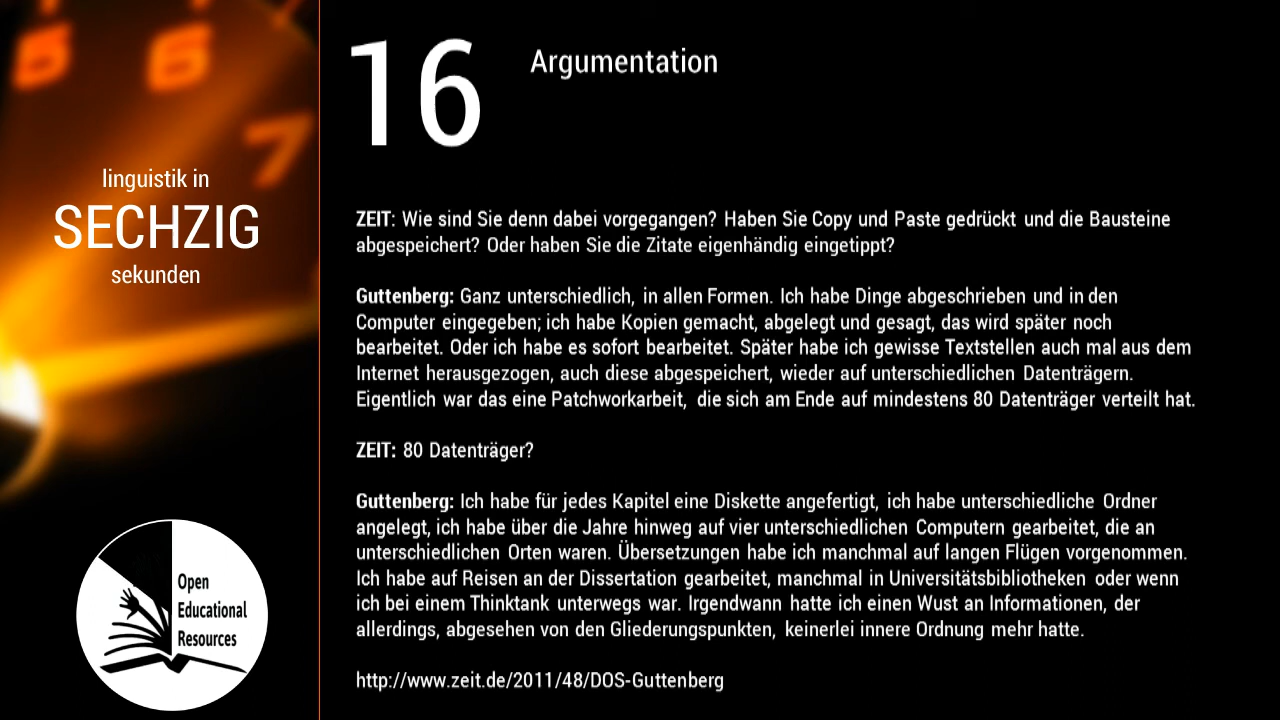 5 6
7
linguistik in
SECHZIG
sekunden
Open
Educational
Resources
16
Argumentation
ZEIT: Wie sind Sie denn dabei vorgegangen? Haben Sie Copy und Paste gedrückt und die Bausteine
abgespeichert? Oder haben Sie die Zitate eigenhändig eingetippt?
Guttenberg: Ganz unterschiedlich, in allen Formen. Ich habe Dinge abgeschrieben und in den
Computer eingegeben; ich habe Kopien gemacht, abgelegt und gesagt, das wird später noch
bearbeitet. Oder ich habe es sofort bearbeitet. Später habe ich gewisse Textstellen auch mal aus dem
Internet herausgezogen, auch diese abgespeichert, wieder auf unterschiedlichen Datenträgern.
Eigentlich war das eine Patchworkarbeit, die sich am Ende auf mindestens 80 Datenträger verteilt hat.
ZEIT: 80 Datenträger?
Guttenberg: Ich habe für jedes Kapitel eine Diskette angefertigt, ich habe unterschiedliche Ordner
angelegt, ich habe über die Jahre hinweg auf vier unterschiedlichen Computern gearbeitet, die an
unterschiedlichen Orten waren. Übersetzungen habe ich manchmal auf langen Flügen vorgenommen.
Ich habe auf Reisen an der Dissertation gearbeitet, manchmal in Universitätsbibliotheken oder wenn
ich bei einem Thinktank unterwegs war. Irgendwann hatte ich einen Wust an Informationen, der
allerdings, abgesehen von den Gliederungspunkten, keinerlei innere Ordnung mehr hatte.
http://www.zeit.de/2011/48/DOS-Guttenberg